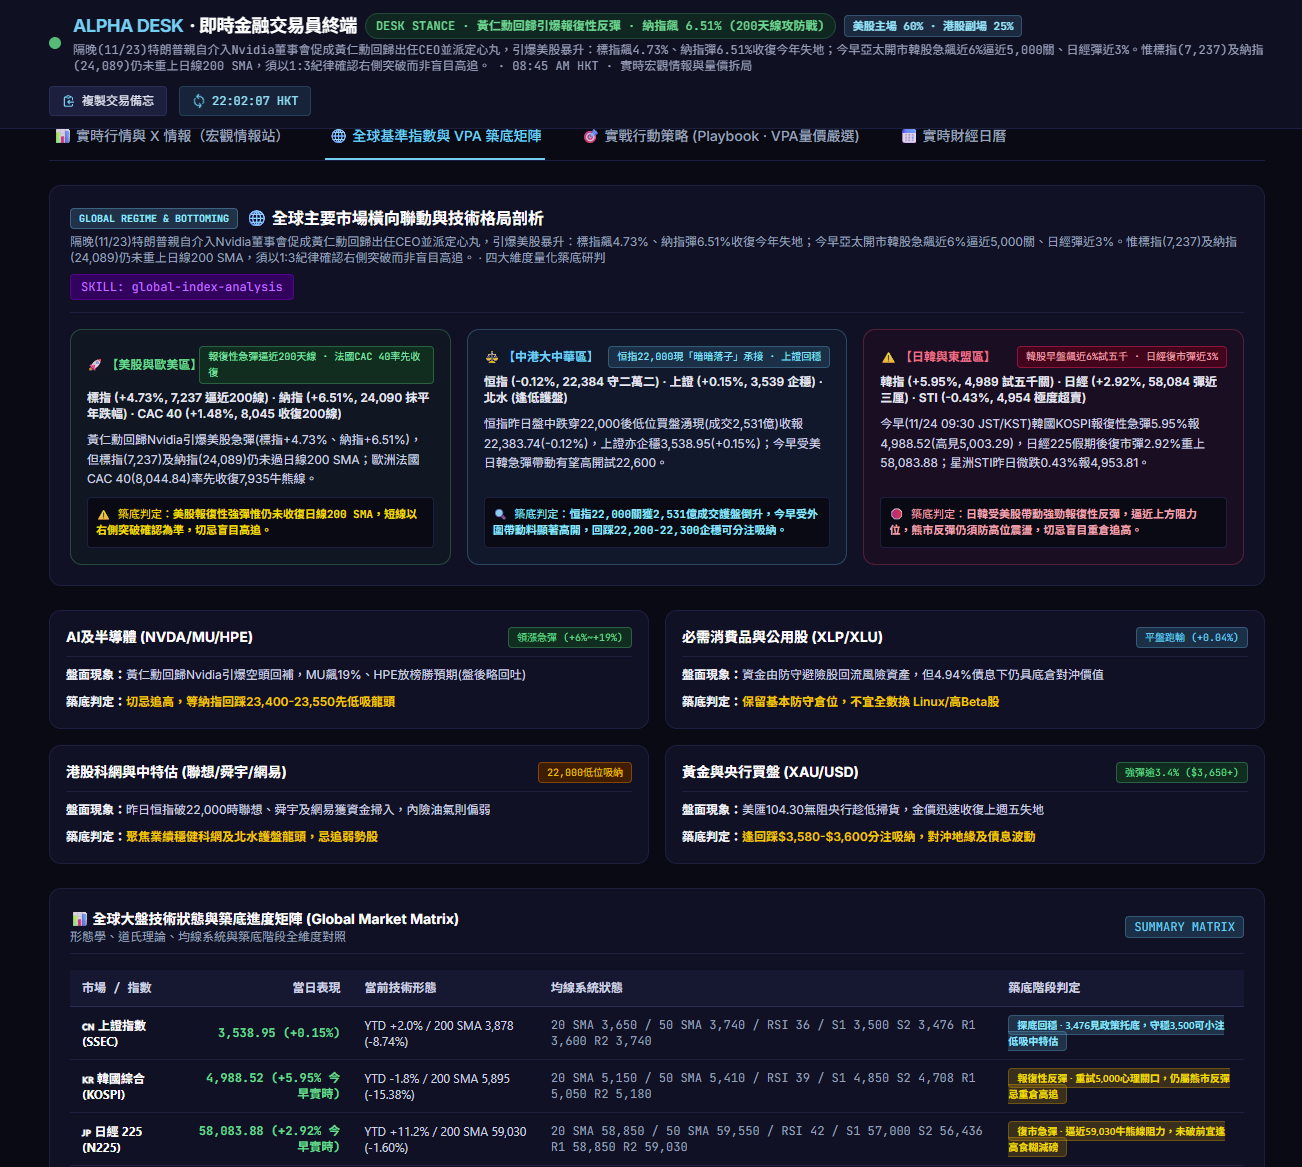 ALPHA DESK · 即時金融交易員終端
DESK STANCE · 黃仁勳回歸引爆報復性反彈 · 納指飆 6.51% (200天線攻防戰)
美股主場 60% · 港股副場 25%
隔晚(11/23)特朗普親自介入Nvidia董事會促成黃仁勳回歸出任CEO並派定心丸，引爆美股暴升：標指飆4.73%、納指彈6.51%收復今年失地；今早亞太開市韓股急飆近6%逼近5,000關、日經彈近3%。惟標指(7,237)及納指
(24,089)仍未重上日線200 SMA，須以1:3紀律確認右側突破而非盲目高追。 · 08:45 AM HKT · 實時宏觀情報與量價拆局
複製交易備忘
22:02:07 HKT
實時行情與 X 情報（宏觀情報站）
全球基準指數與 VPA 築底矩陣
實戰行動策略 (Playbook · VPA量價嚴選)
實時財經日曆
GLOBAL REGIME & BOTTOMING
全球主要市場橫向聯動與技術格局剖析
隔晚(11/23)特朗普親自介入Nvidia董事會促成黃仁勳回歸出任CEO並派定心丸，引爆美股暴升：標指飆4.73%、納指彈6.51%收復今年失地；今早亞太開市韓股急飆近6%逼近5,000關、日經彈近3%。惟標指(7,237)及納指
(24,089)仍未重上日線200 SMA，須以1:3紀律確認右側突破而非盲目高追。 · 四大維度量化築底研判
SKILL: global-index-analysis
【美股與歐美區】
報復性急彈逼近200天線 · 法國CAC 40率先收
復
標指 (+4.73%, 7,237 逼近200線) · 納指 (+6.51%, 24,090 抹平
年跌幅) · CAC 40 (+1.48%, 8,045 收復200線)
黃仁勳回歸Nvidia引爆美股急彈(標指+4.73%、納指+6.51%)，
但標指(7,237)及納指(24,089)仍未過日線200 SMA；歐洲法國
CAC 40(8,044.84)率先收復7,935牛熊線。
築底判定：美股報復性強彈惟仍未收復日線200 SMA，短線以
右側突破確認為準，切忌盲目高追。
【中港大中華區】
恒指22,000現「暗暗落子」承接 · 上證回穩
恒指 (-0.12%, 22,384 守二萬二) · 上證 (+0.15%, 3,539 企穩) ·
北水 (逢低護盤)
恒指昨日盤中跌穿22,000後低位買盤湧現(成交2,531億)收報
22,383.74(-0.12%)，上證亦企穩3,538.95(+0.15%)；今早受美
日韓急彈帶動有望高開試22,600。
築底判定：恒指22,000關獲2,531億成交護盤倒升，今早受外
圍帶動料顯著高開，回踩22,200-22,300企穩可分注吸納。
【日韓與東盟區】
韓股早盤飆近6%試五千 · 日經復市彈近3%
韓指 (+5.95%, 4,989 試五千關) · 日經 (+2.92%, 58,084 彈近
三厘) · STI (-0.43%, 4,954 極度超賣)
今早(11/24 09:30 JST/KST)韓國KOSPI報復性急彈5.95%報
4,988.52(高見5,003.29)，日經225假期後復市彈2.92%重上
58,083.88；星洲STI昨日微跌0.43%報4,953.81。
築底判定：日韓受美股帶動強勁報復性反彈，逼近上方阻力
位，熊市反彈仍須防高位震盪，切忌盲目重倉追高。
AI及半導體 (NVDA/MU/HPE)
領漲急彈 (+6%~+19%)
盤面現象：黃仁勳回歸Nvidia引爆空頭回補，MU飆19%、HPE放榜勝預期(盤後略回吐)
築底判定：切忌追高，等納指回踩23,400-23,550先低吸龍頭
必需消費品與公用股 (XLP/XLU)
平盤跑輸 (+0.04%)
盤面現象：資金由防守避險股回流風險資產，但4.94%債息下仍具底倉對沖價值
築底判定：保留基本防守倉位，不宜全數換 Linux/高Beta股
港股科網與中特估 (聯想/舜宇/網易)
22,000低位吸納
盤面現象：昨日恒指破22,000時聯想、舜宇及網易獲資金掃入，內險油氣則偏弱
築底判定：聚焦業績穩健科網及北水護盤龍頭，忌追弱勢股
黃金與央行買盤 (XAU/USD)
強彈逾3.4% ($3,650+)
盤面現象：美匯104.30無阻央行趁低掃貨，金價迅速收復上週五失地
築底判定：逢回踩$3,580-$3,600分注吸納，對沖地緣及債息波動
全球大盤技術狀態與築底進度矩陣 (Global Market Matrix)
形態學、道氏理論、均線系統與築底階段全維度對照
SUMMARY MATRIX
市場 / 指數
當日表現
當前技術形態
均線系統狀態
築底階段判定
CN 上證指數
(SSEC)
3,538.95 (+0.15%)
YTD +2.0% / 200 SMA 3,878
(-8.74%)
20 SMA 3,650 / 50 SMA 3,740 / RSI 36 / S1 3,500 S2 3,476 R1
3,600 R2 3,740
探底回穩 · 3,476見政策托底，守穩3,500可小注
低吸中特估
KR 韓國綜合
(KOSPI)
4,988.52 (+5.95% 今
早實時)
YTD -1.8% / 200 SMA 5,895
(-15.38%)
20 SMA 5,150 / 50 SMA 5,410 / RSI 39 / S1 4,850 S2 4,708 R1
5,050 R2 5,180
報復性反彈 · 重試5,000心理關口，仍屬熊市反彈
忌重倉高追
JP 日經 225
(N225)
58,083.88 (+2.92% 今
早實時)
YTD +11.2% / 200 SMA 59,030
(-1.60%)
20 SMA 58,850 / 50 SMA 59,550 / RSI 42 / S1 57,000 S2 56,436
R1 58,850 R2 59,030
復市急彈 · 逼近59,030牛熊線阻力，未破前宜逢
高食糊減磅